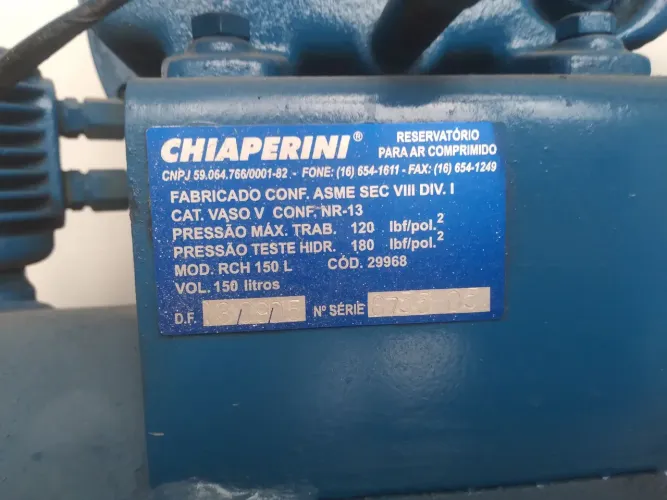 CHIAPERINI®
RESERVATÓRIO
PARA AR COMPRIMIDO
CNPJ 59.064.766/0001-82 - FONE: (16) 654-1611 - FAX: (16) 654-1249
FABRICADO CONF. ASME SEC VIII DIV. I
CAT. VASO V CONF. NR-13
PRESSÃO MÁX. TRAB. 120 lbf/pol.²
PRESSÃO TESTE HIDR. 180 lbf/pol.²
MOD. RCH 150 L CÓD. 29968
VOL. 150 litros
D.F. Nº SÉRIE